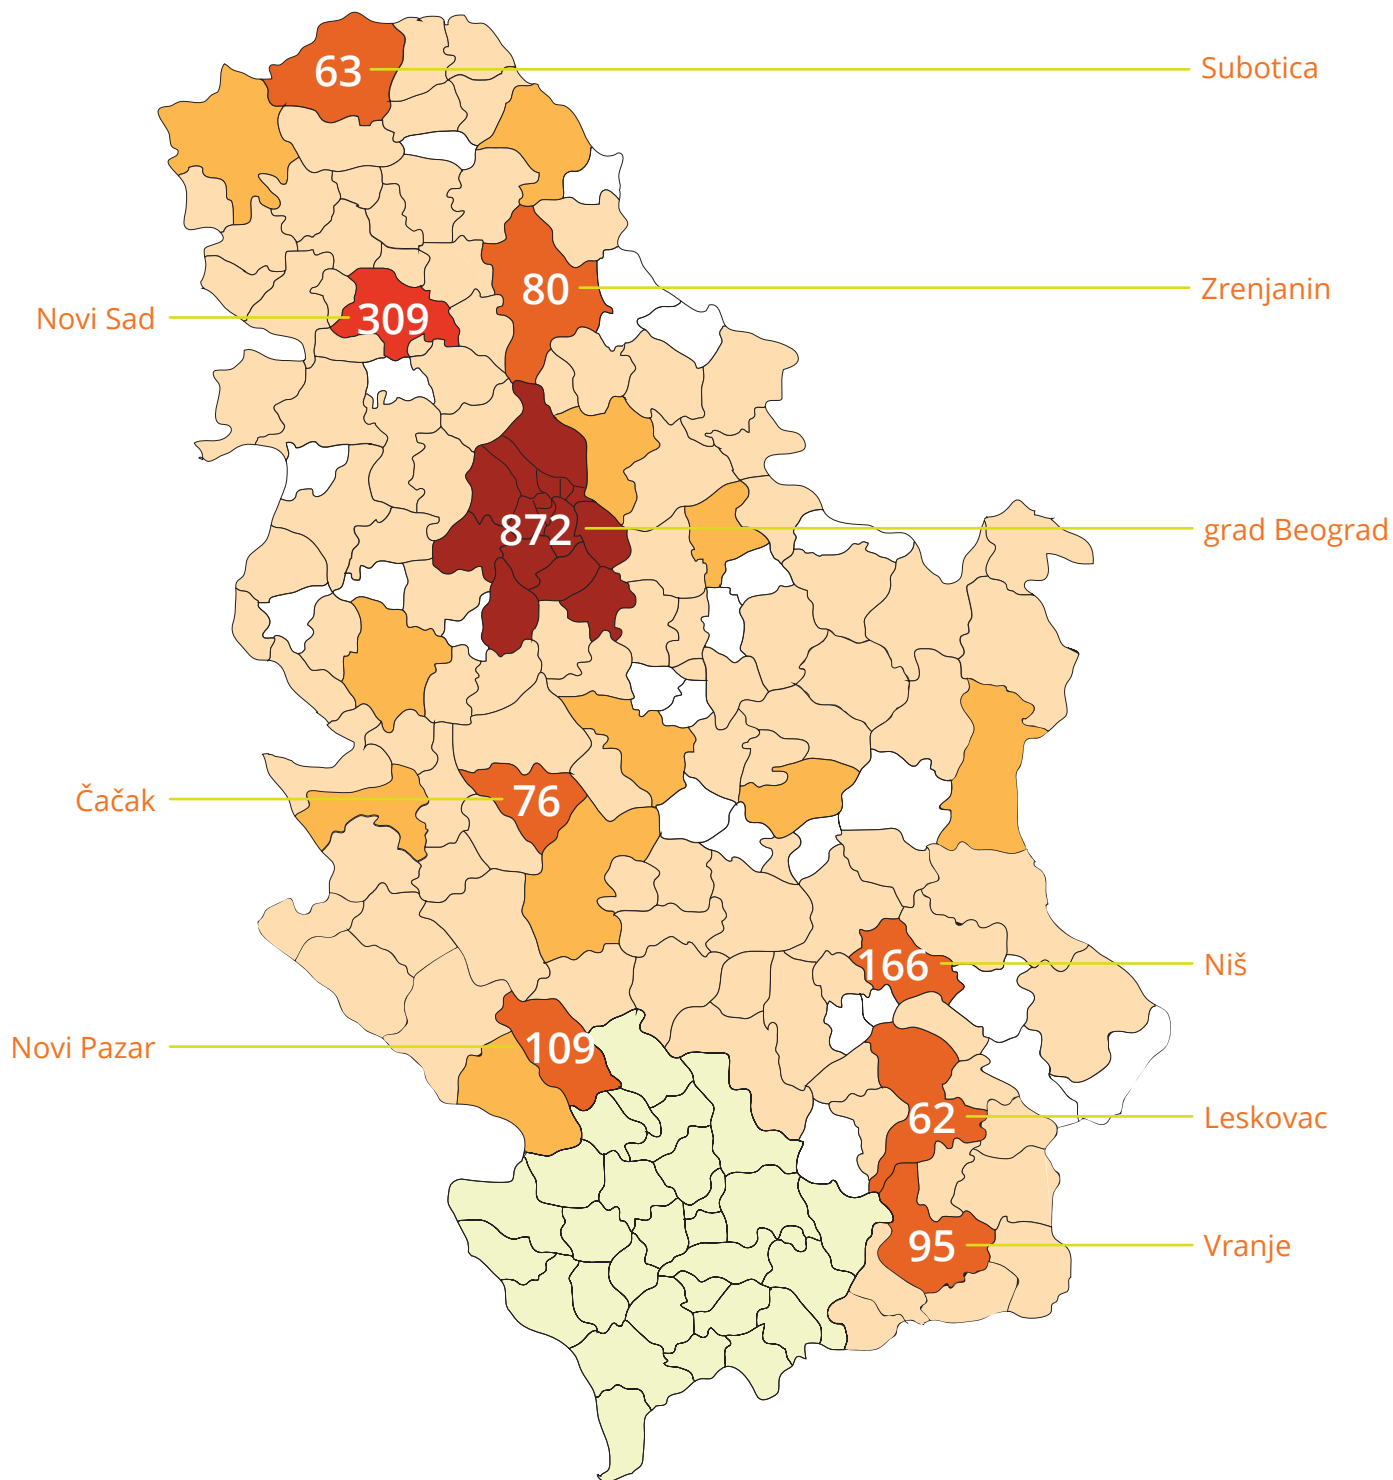 63
Subotica
80
Zrenjanin
Novi Sad
309
872
grad Beograd
Čačak
76
166
Niš
Novi Pazar
109
62
Leskovac
95
Vranje